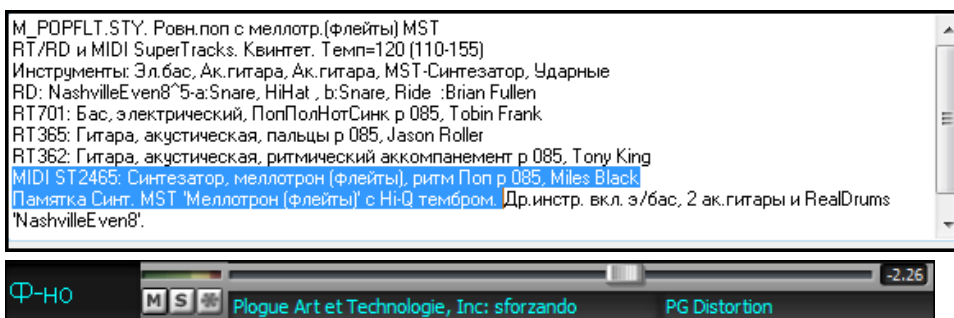 M_POPFLT.STY. Ровн.поп с меллотр.(флейты) MST
RT/RD и MIDI SuperTracks. Квинтет. Темп=120 (110-155)
Инструменты: Эл.бас, Ак.гитара, Ак.гитара, MST-Синтезатор, Ударные
RD: NashvilleEven8^5-a:Snare, HiHat , b:Snare, Ride :Brian Fullen
RT701: Бас, электрический, ПопПолНотСинк р 085, Tobin Frank
RT365: Гитара, акустическая, пальцы р 085, Jason Roller
RT362: Гитара, акустическая, ритмический аккомпанемент р 085, Tony King
MIDI ST2465: Синтезатор, меллотрон (флейты), ритм Поп р 085, Miles Black
Памятка Синт. MST 'Меллотрон (флейты)' с Hi-Q тембром. Др.инстр. вкл. э/бас, 2 ак.гитары и RealDrums
'NashvilleEven8'.
Ф-но
-2.26
M S *
Plogue Art et Technologie, Inc: sforzando PG Distortion